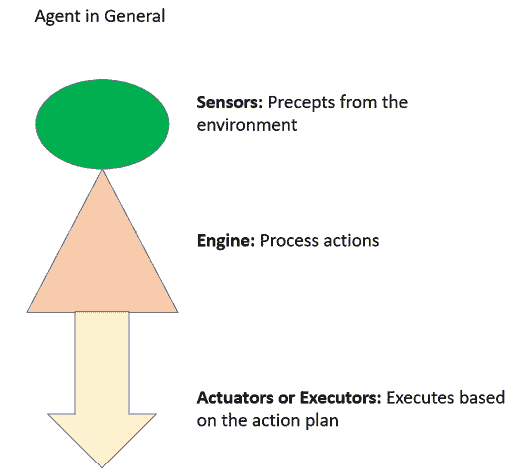 Agent in General
Sensors: Precepts from the
environment
Engine: Process actions
Actuators or Executors: Executes based
on the action plan